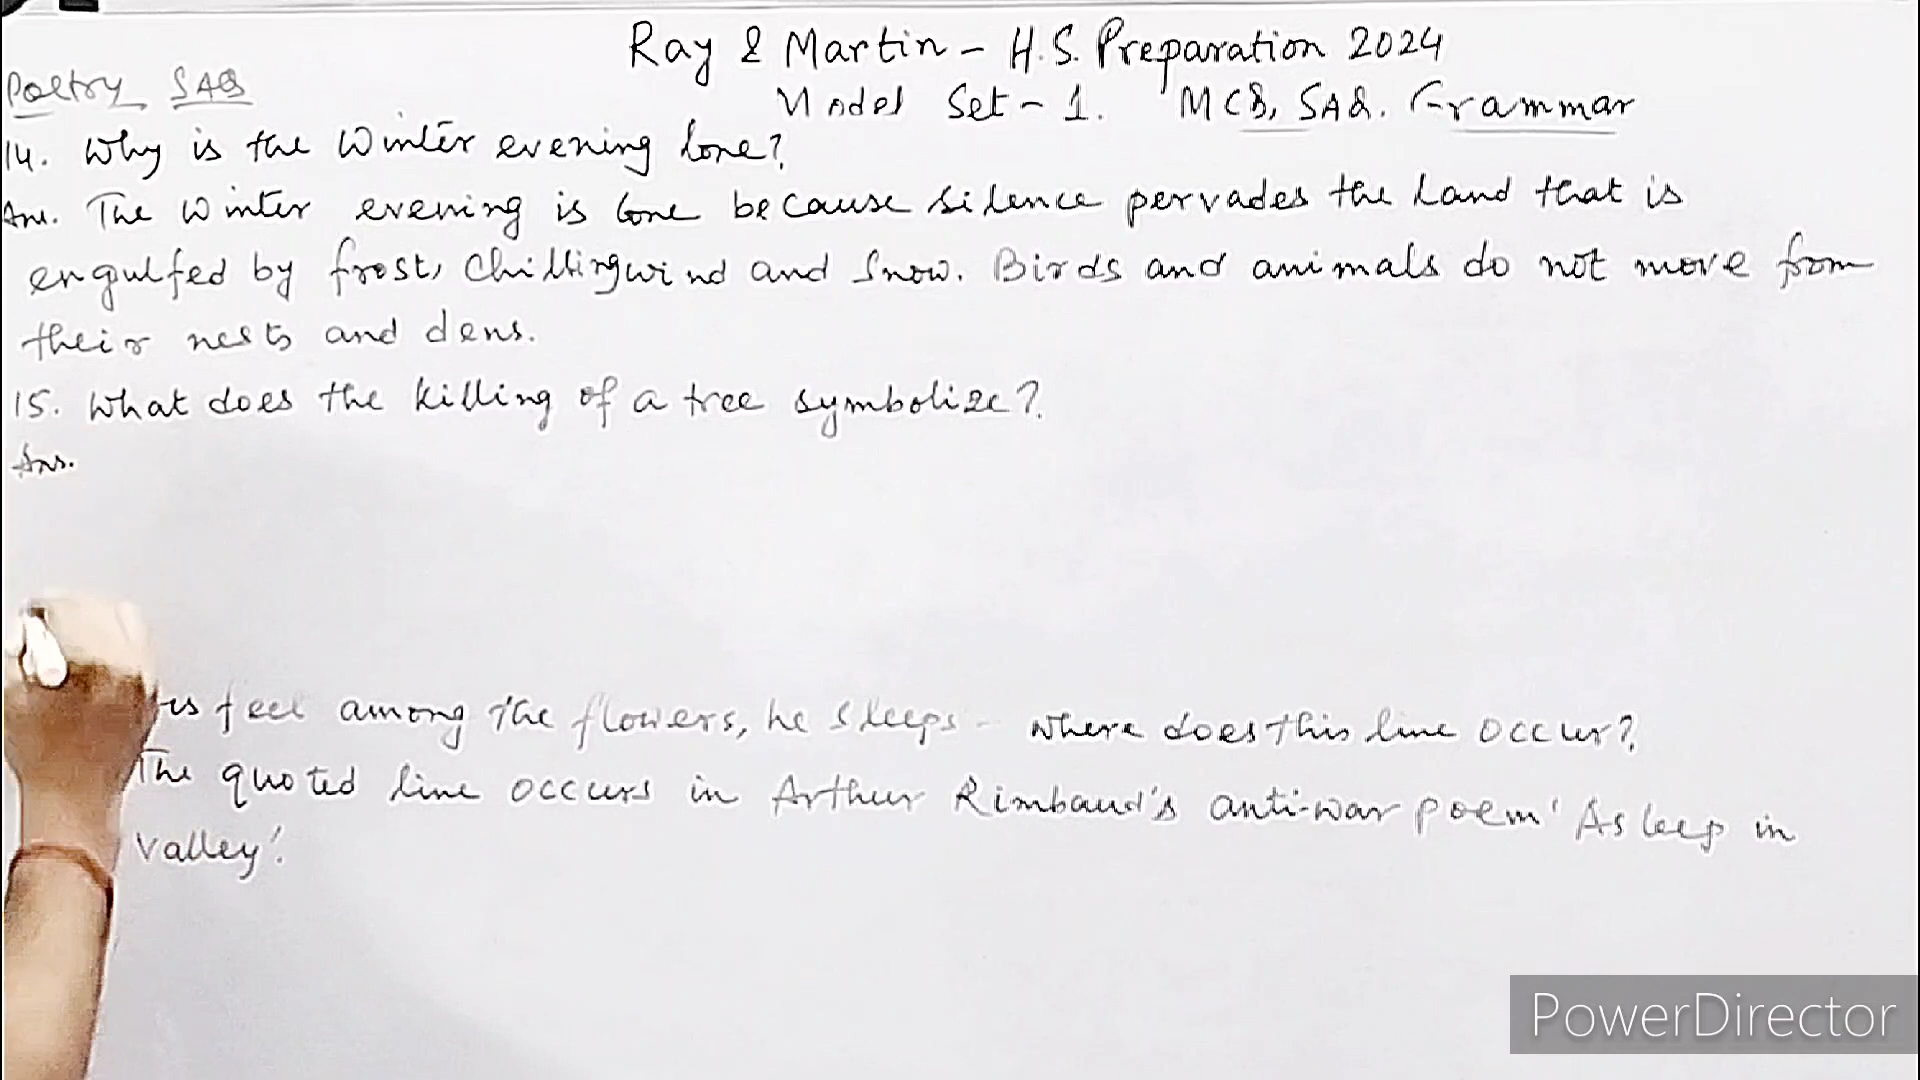 Ray & Martin - H.S. Preparation 2024
Poetry SAQ
Model Set - 1. MCQ, SAQ. Grammar
14. Why is the Winter evening lone?
Ans. The Winter evening is lone because silence pervades the land that is
engulfed by frost, chilling wind and snow. Birds and animals do not move from
their nests and dens.
15. What does the killing of a tree symbolize?
Ans.
feet among the flowers, he sleeps - Where does this line occur?
The quoted line occurs in Arthur Rimbaud's anti-war poem 'Asleep in
Valley'.
PowerDirector